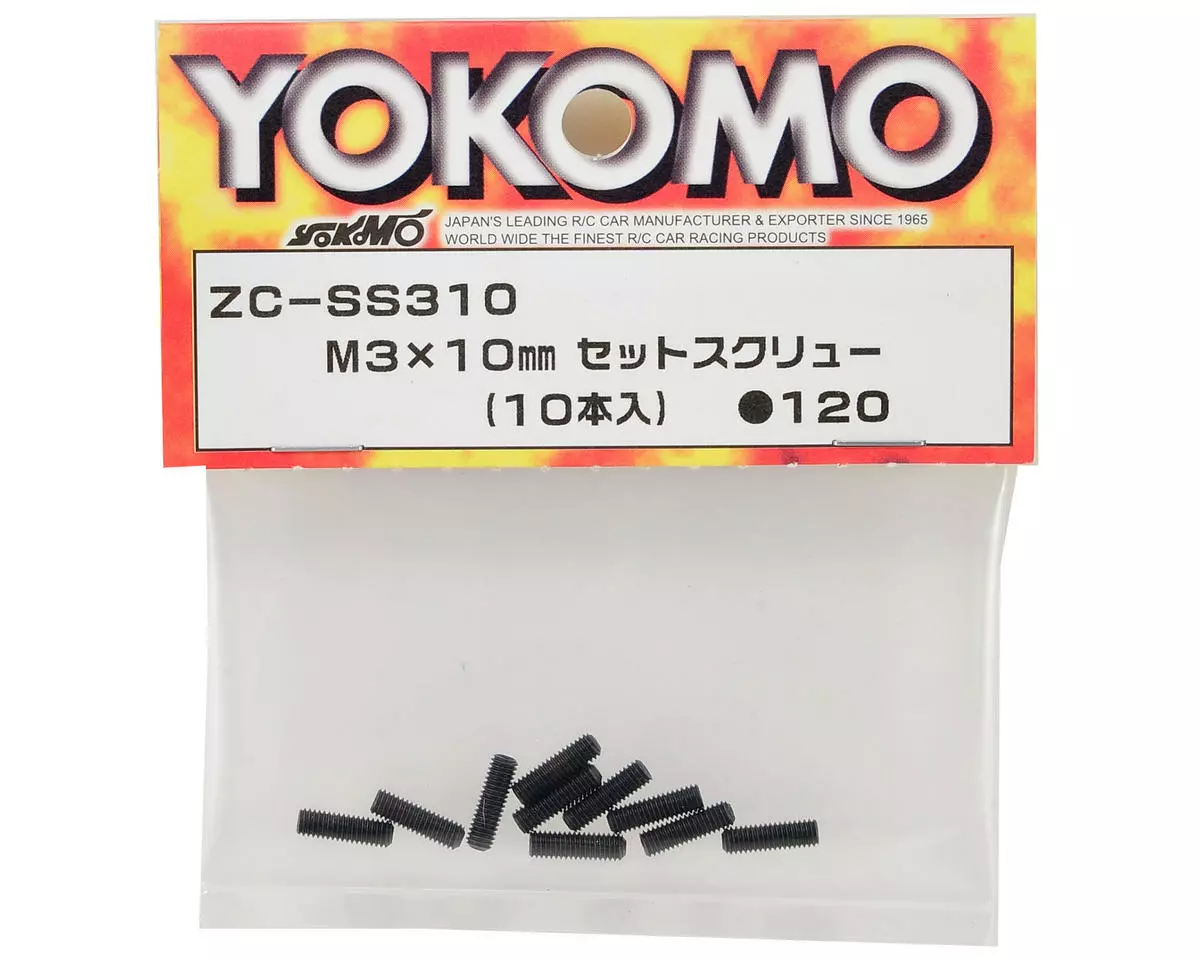 YOKOMO
YOKOMO JAPAN'S LEADING R/C CAR MANUFACTURER & EXPORTER SINCE 1965
WORLD WIDE THE FINEST R/C CAR RACING PRODUCTS
ZC-SS310
M3×10㎜ セットスクリュー
(10本入) ●120